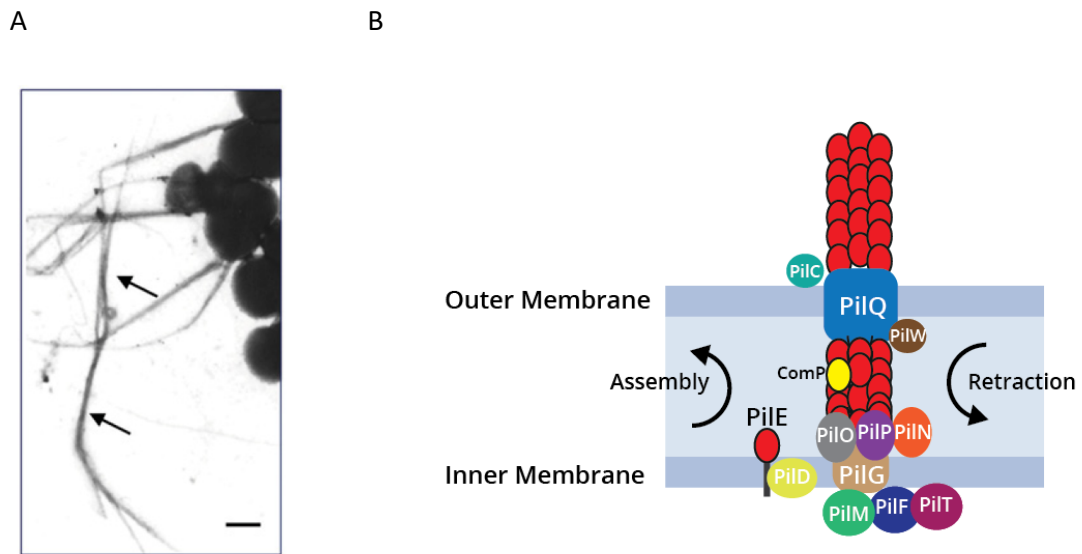 A
B
PilC
Outer Membrane
PilQ
PilW
ComP
Assembly
Retraction
PilE
PilO
PilP
PilN
Inner Membrane
PilD
PilG
PilM
PilF
PilT